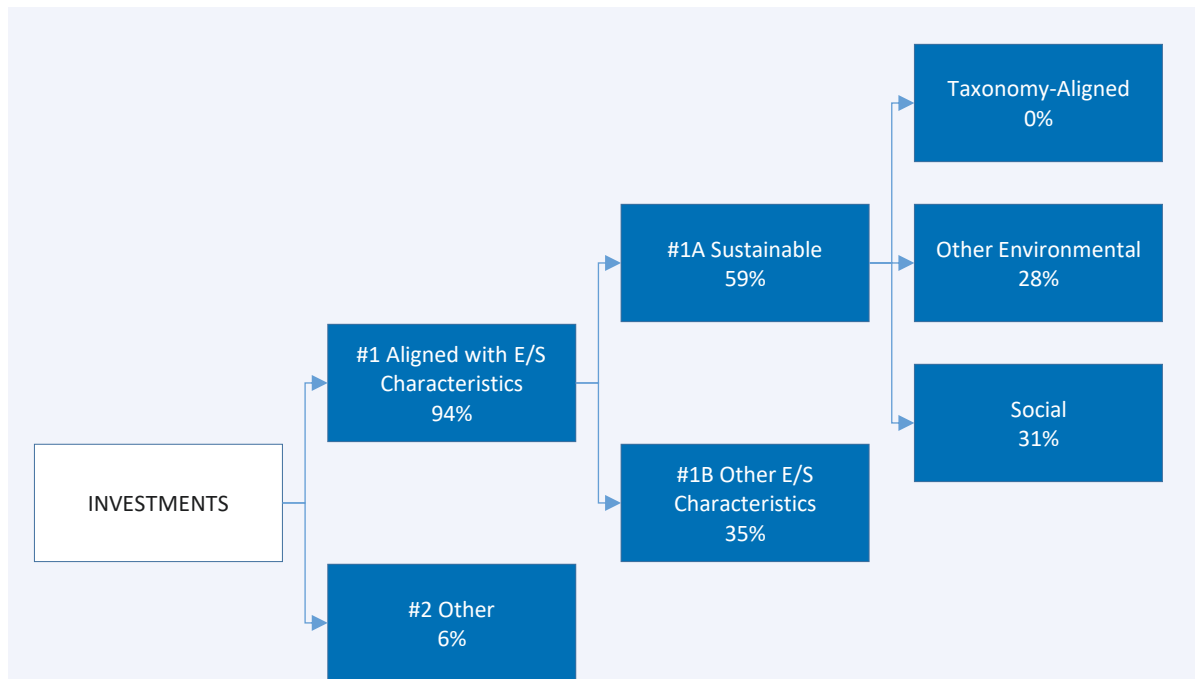 INVESTMENTS
#1 Aligned with E/S
Characteristics
94%
#2 Other
6%
#1A Sustainable
59%
#1B Other E/S
Characteristics
35%
Taxonomy-Aligned
0%
Other Environmental
28%
Social
31%